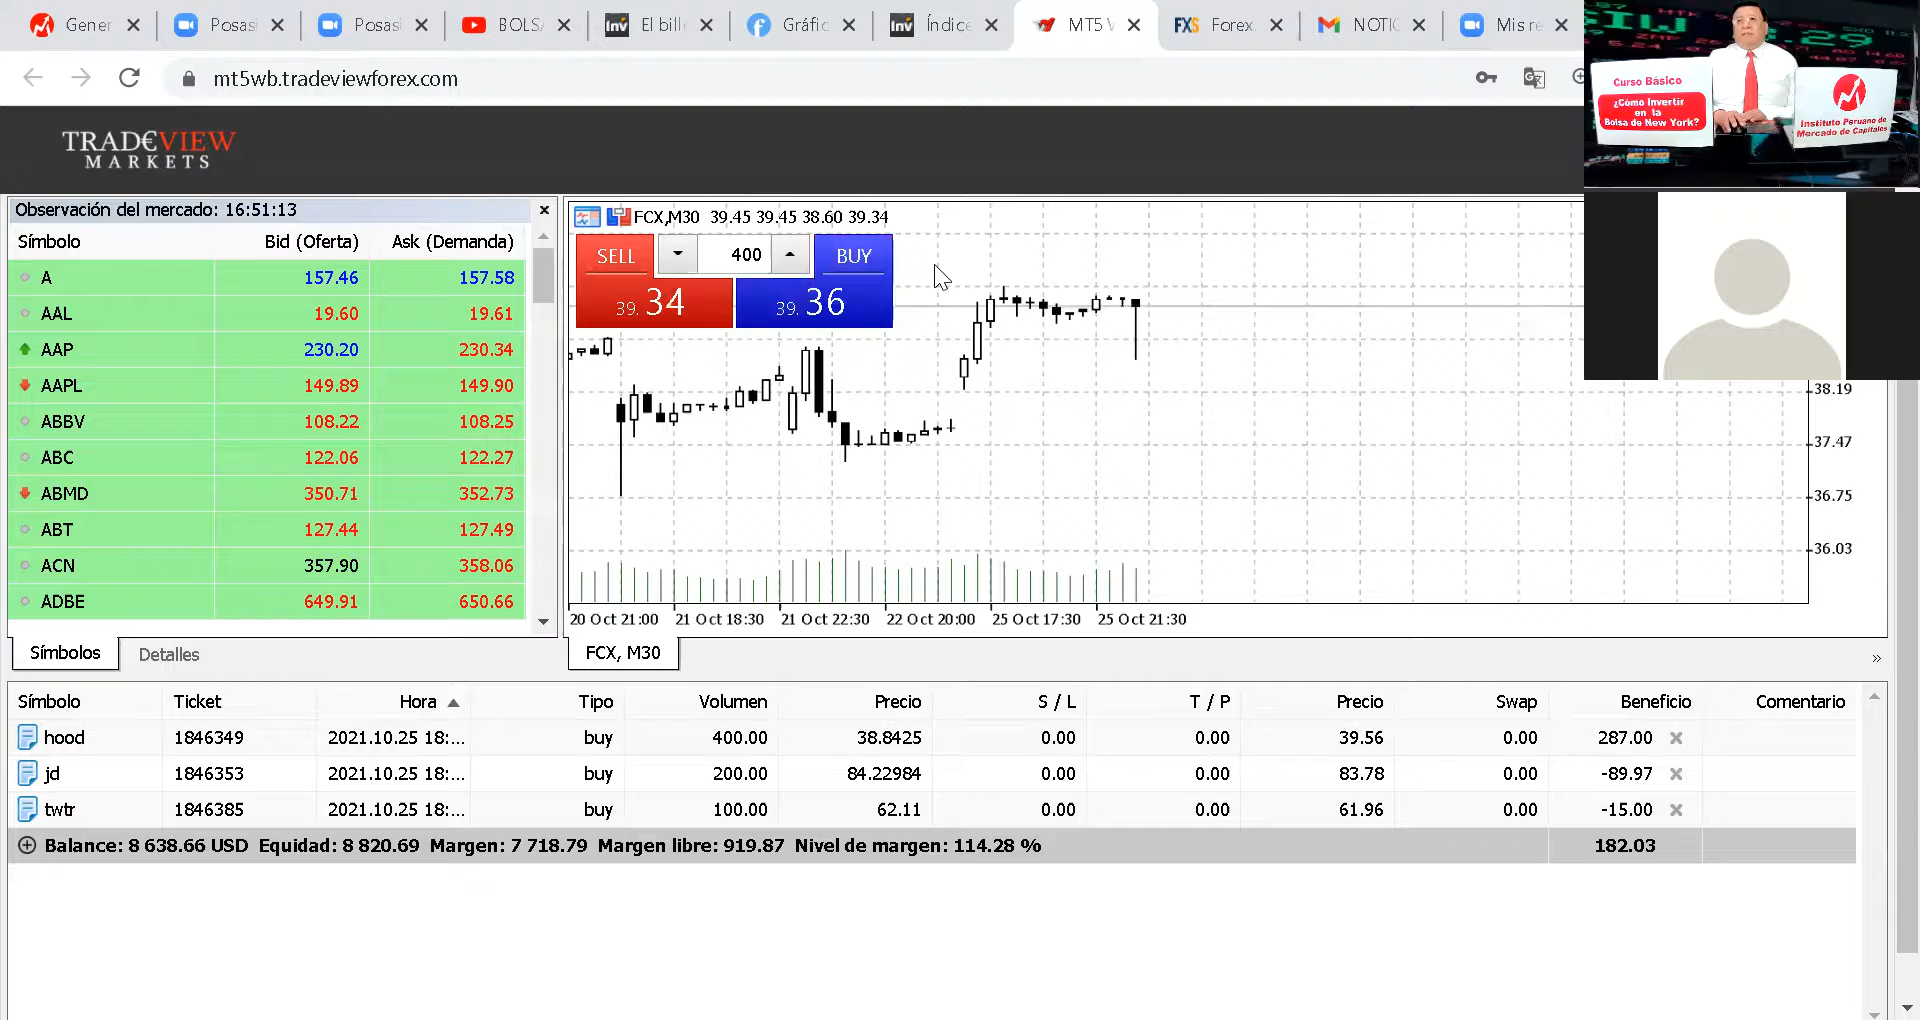 Gener
Posas
Posas
BOLSA
El bille
Gráfic
Índice
MT5 V
Forex
NOTIC
Mis re
mt5wb.tradeviewforex.com
TRAD€VIEW
MARKETS
Curso Básico
¿Cómo Invertir
en la
Bolsa de New York?
Instituto Peruano de
Mercado de Capitales
Observación del mercado: 16:51:13
Símbolo Bid (Oferta) Ask (Demanda)
A 157.46 157.58
AAL 19.60 19.61
AAP 230.20 230.34
AAPL 149.89 149.90
ABBV 108.22 108.25
ABC 122.06 122.27
ABMD 350.71 352.73
ABT 127.44 127.49
ACN 357.90 358.06
ADBE 649.91 650.66
Símbolos Detalles
FCX,M30 39.45 39.45 38.60 39.34
SELL 400 BUY
39. 34 39. 36
38.19
37.47
36.75
36.03
20 Oct 21:00 21 Oct 18:30 21 Oct 22:30 22 Oct 20:00 25 Oct 17:30 25 Oct 21:30
FCX, M30 »
Símbolo Ticket Hora Tipo Volumen Precio S / L T / P Precio Swap Beneficio Comentario
hood 1846349 2021.10.25 18:... buy 400.00 38.8425 0.00 0.00 39.56 0.00 287.00
jd 1846353 2021.10.25 18:... buy 200.00 84.22984 0.00 0.00 83.78 0.00 -89.97
twtr 1846385 2021.10.25 18:... buy 100.00 62.11 0.00 0.00 61.96 0.00 -15.00
Balance: 8 638.66 USD Equidad: 8 820.69 Margen: 7 718.79 Margen libre: 919.87 Nivel de margen: 114.28 % 182.03